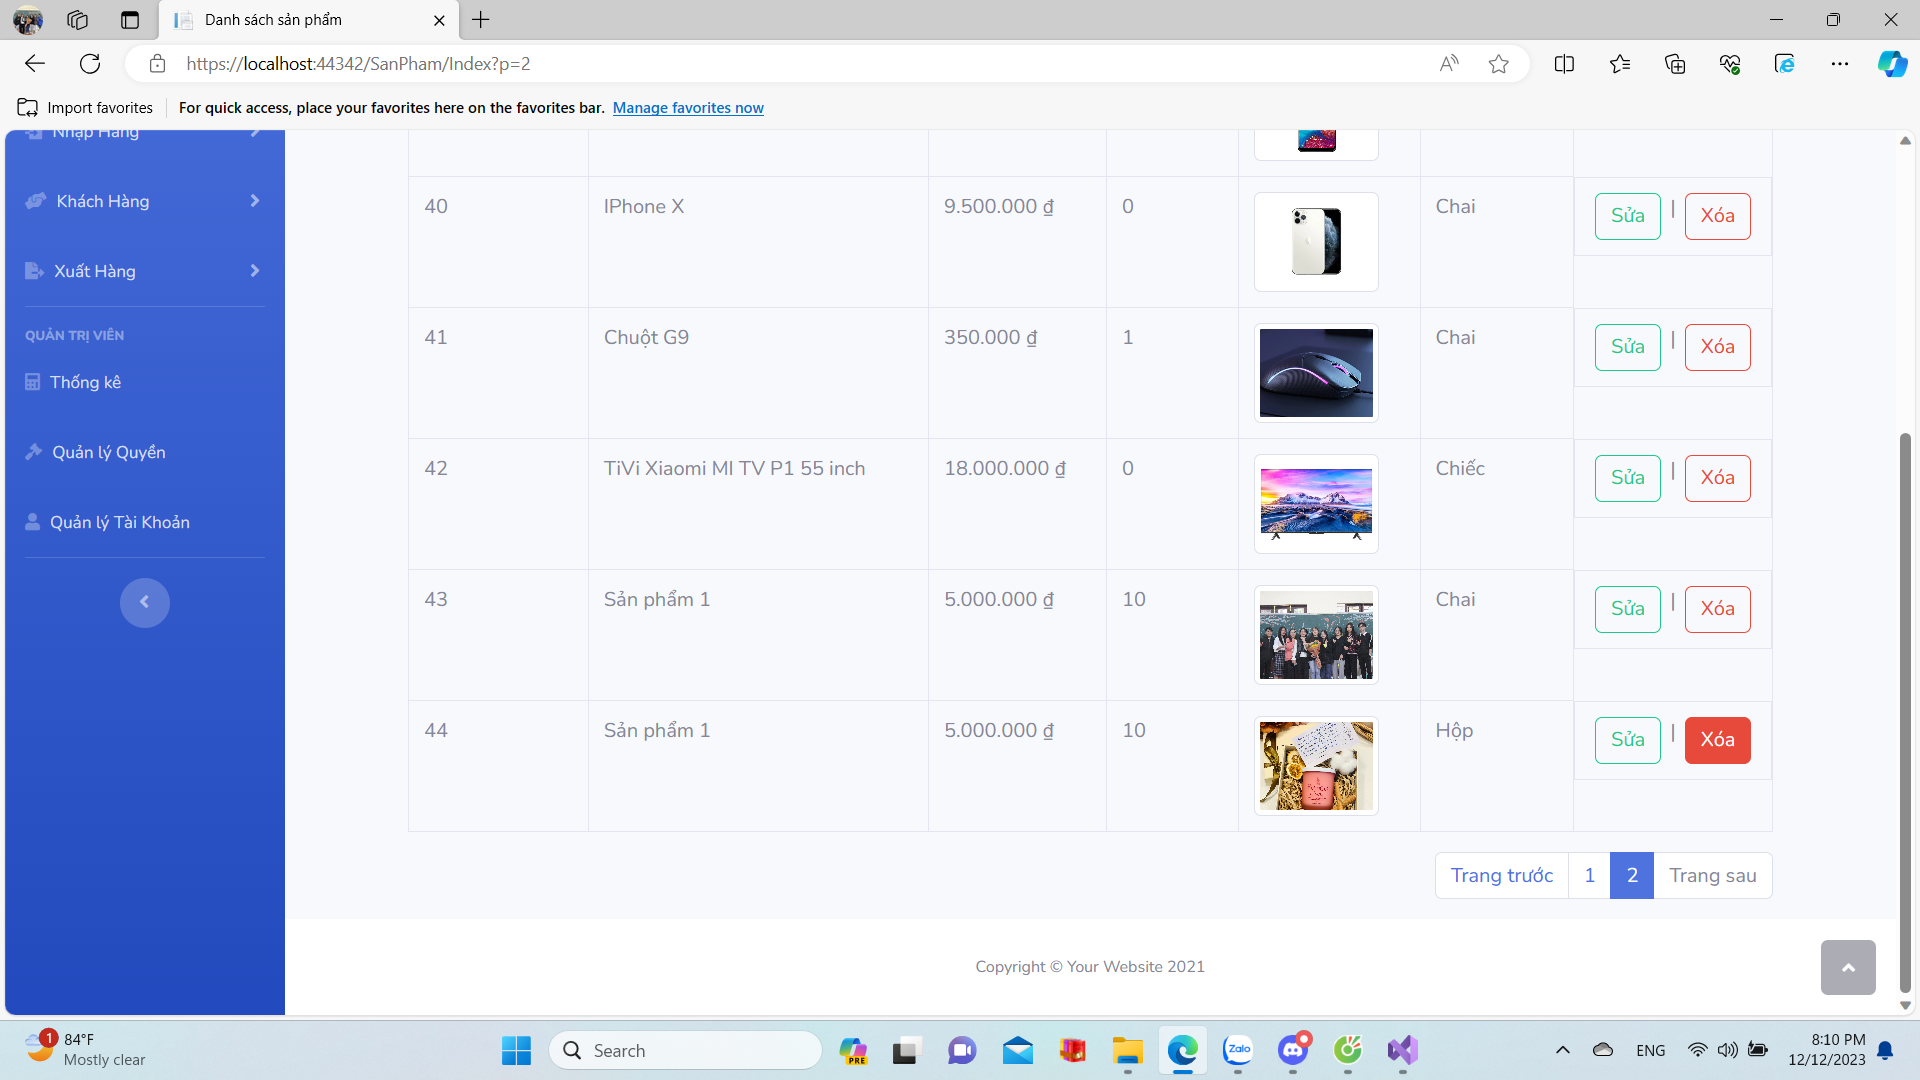 Danh sách sản phẩm
https://localhost:44342/SanPham/Index?p=2
Import favorites
For quick access, place your favorites here on the favorites bar. Manage favorites now
Nhập Hàng
Khách Hàng
Xuất Hàng
QUẢN TRỊ VIÊN
Thống kê
Quản lý Quyền
Quản lý Tài Khoản
40 IPhone X 9.500.000 ₫ 0 Chai Sửa | Xóa
41 Chuột G9 350.000 ₫ 1 Chai Sửa | Xóa
42 TiVi Xiaomi MI TV P1 55 inch 18.000.000 ₫ 0 Chiếc Sửa | Xóa
43 Sản phẩm 1 5.000.000 ₫ 10 Chai Sửa | Xóa
44 Sản phẩm 1 5.000.000 ₫ 10 Hộp Sửa | Xóa
Trang trước 1 2 Trang sau
Copyright © Your Website 2021
1
84°F
Mostly clear
Search
PRE
Zalo
ENG
8:10 PM
12/12/2023